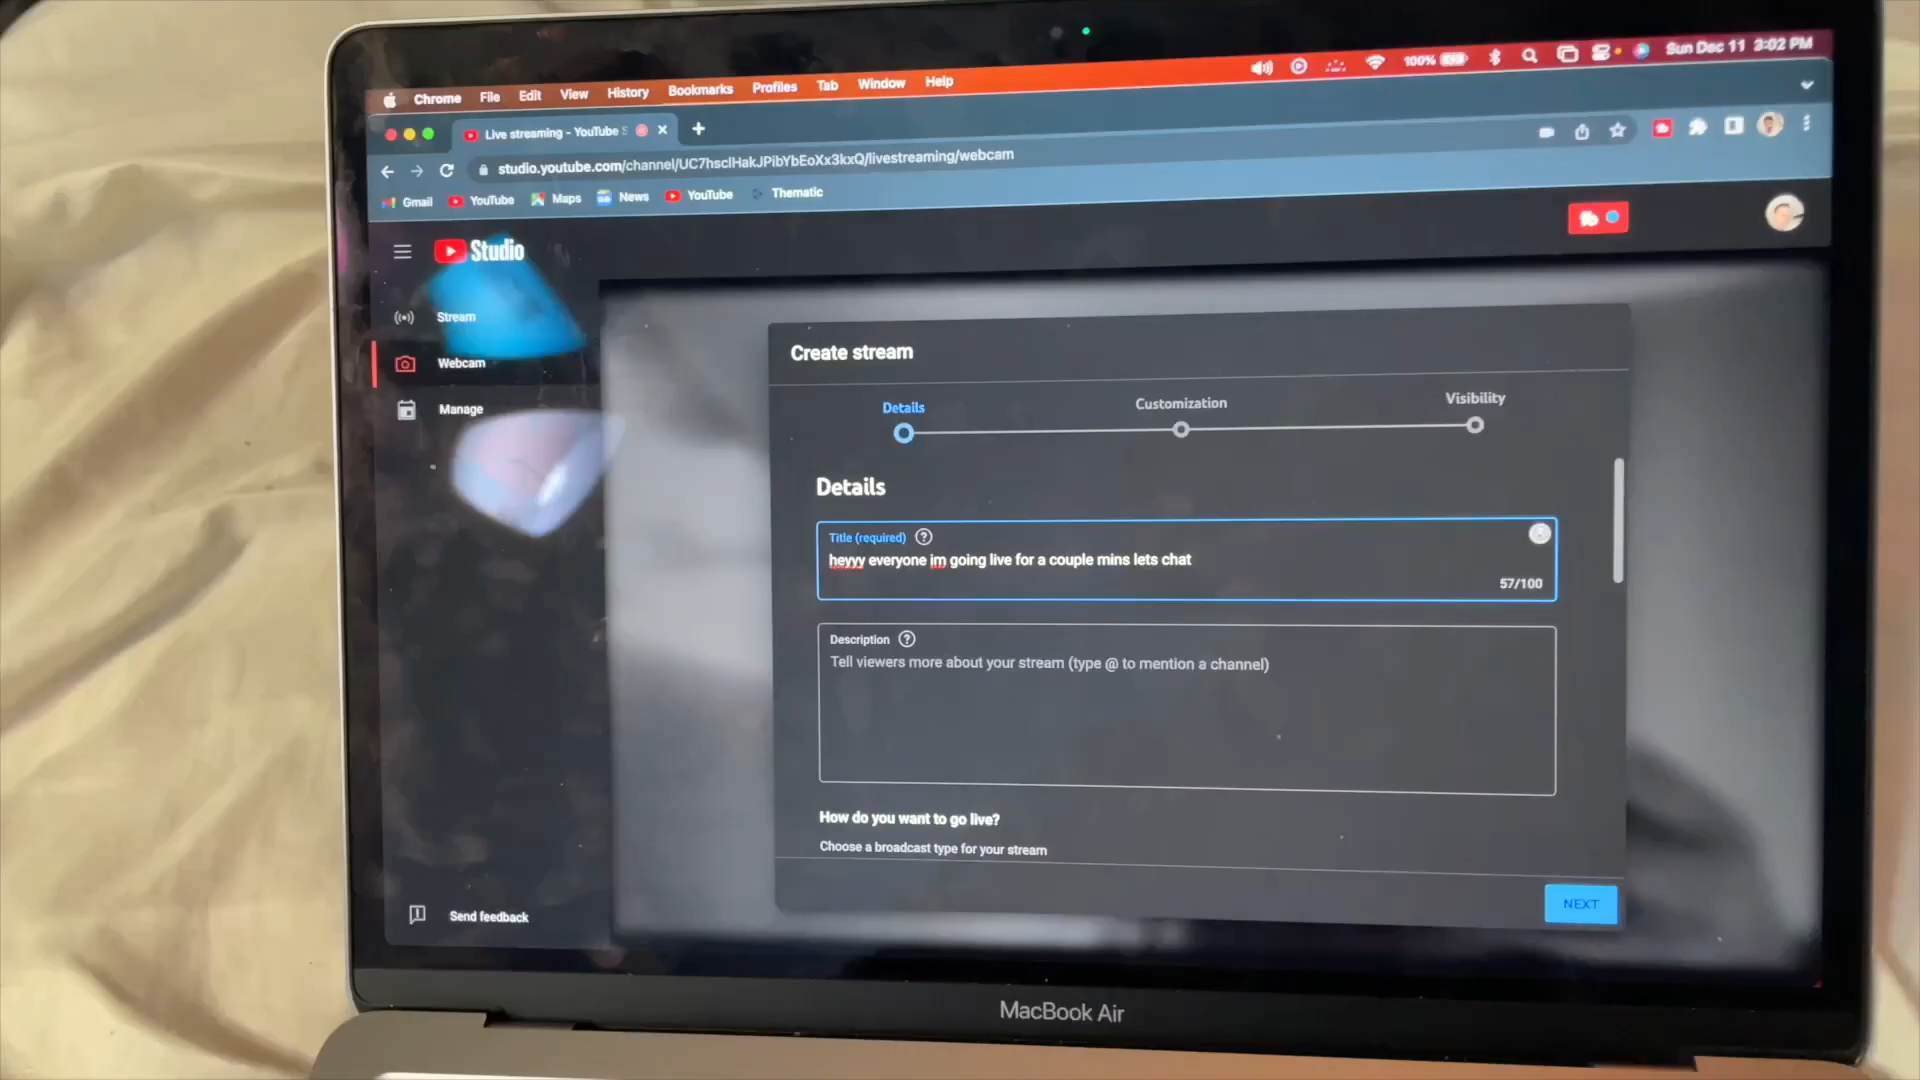 Chrome File Edit View History Bookmarks Profiles Tab Window Help 100% Sun Dec 11 3:02 PM
Live streaming - YouTube S
studio.youtube.com/channel/UC7hsclHakJPibYbEoXx3kxQ/livestreaming/webcam
Gmail YouTube Maps News YouTube Thematic
Studio
Stream
Webcam
Manage
Send feedback
Create stream
Details Customization Visibility
Details
Title (required)
heyyy everyone im going live for a couple mins lets chat
57/100
Description
Tell viewers more about your stream (type @ to mention a channel)
How do you want to go live?
Choose a broadcast type for your stream
NEXT
MacBook Air